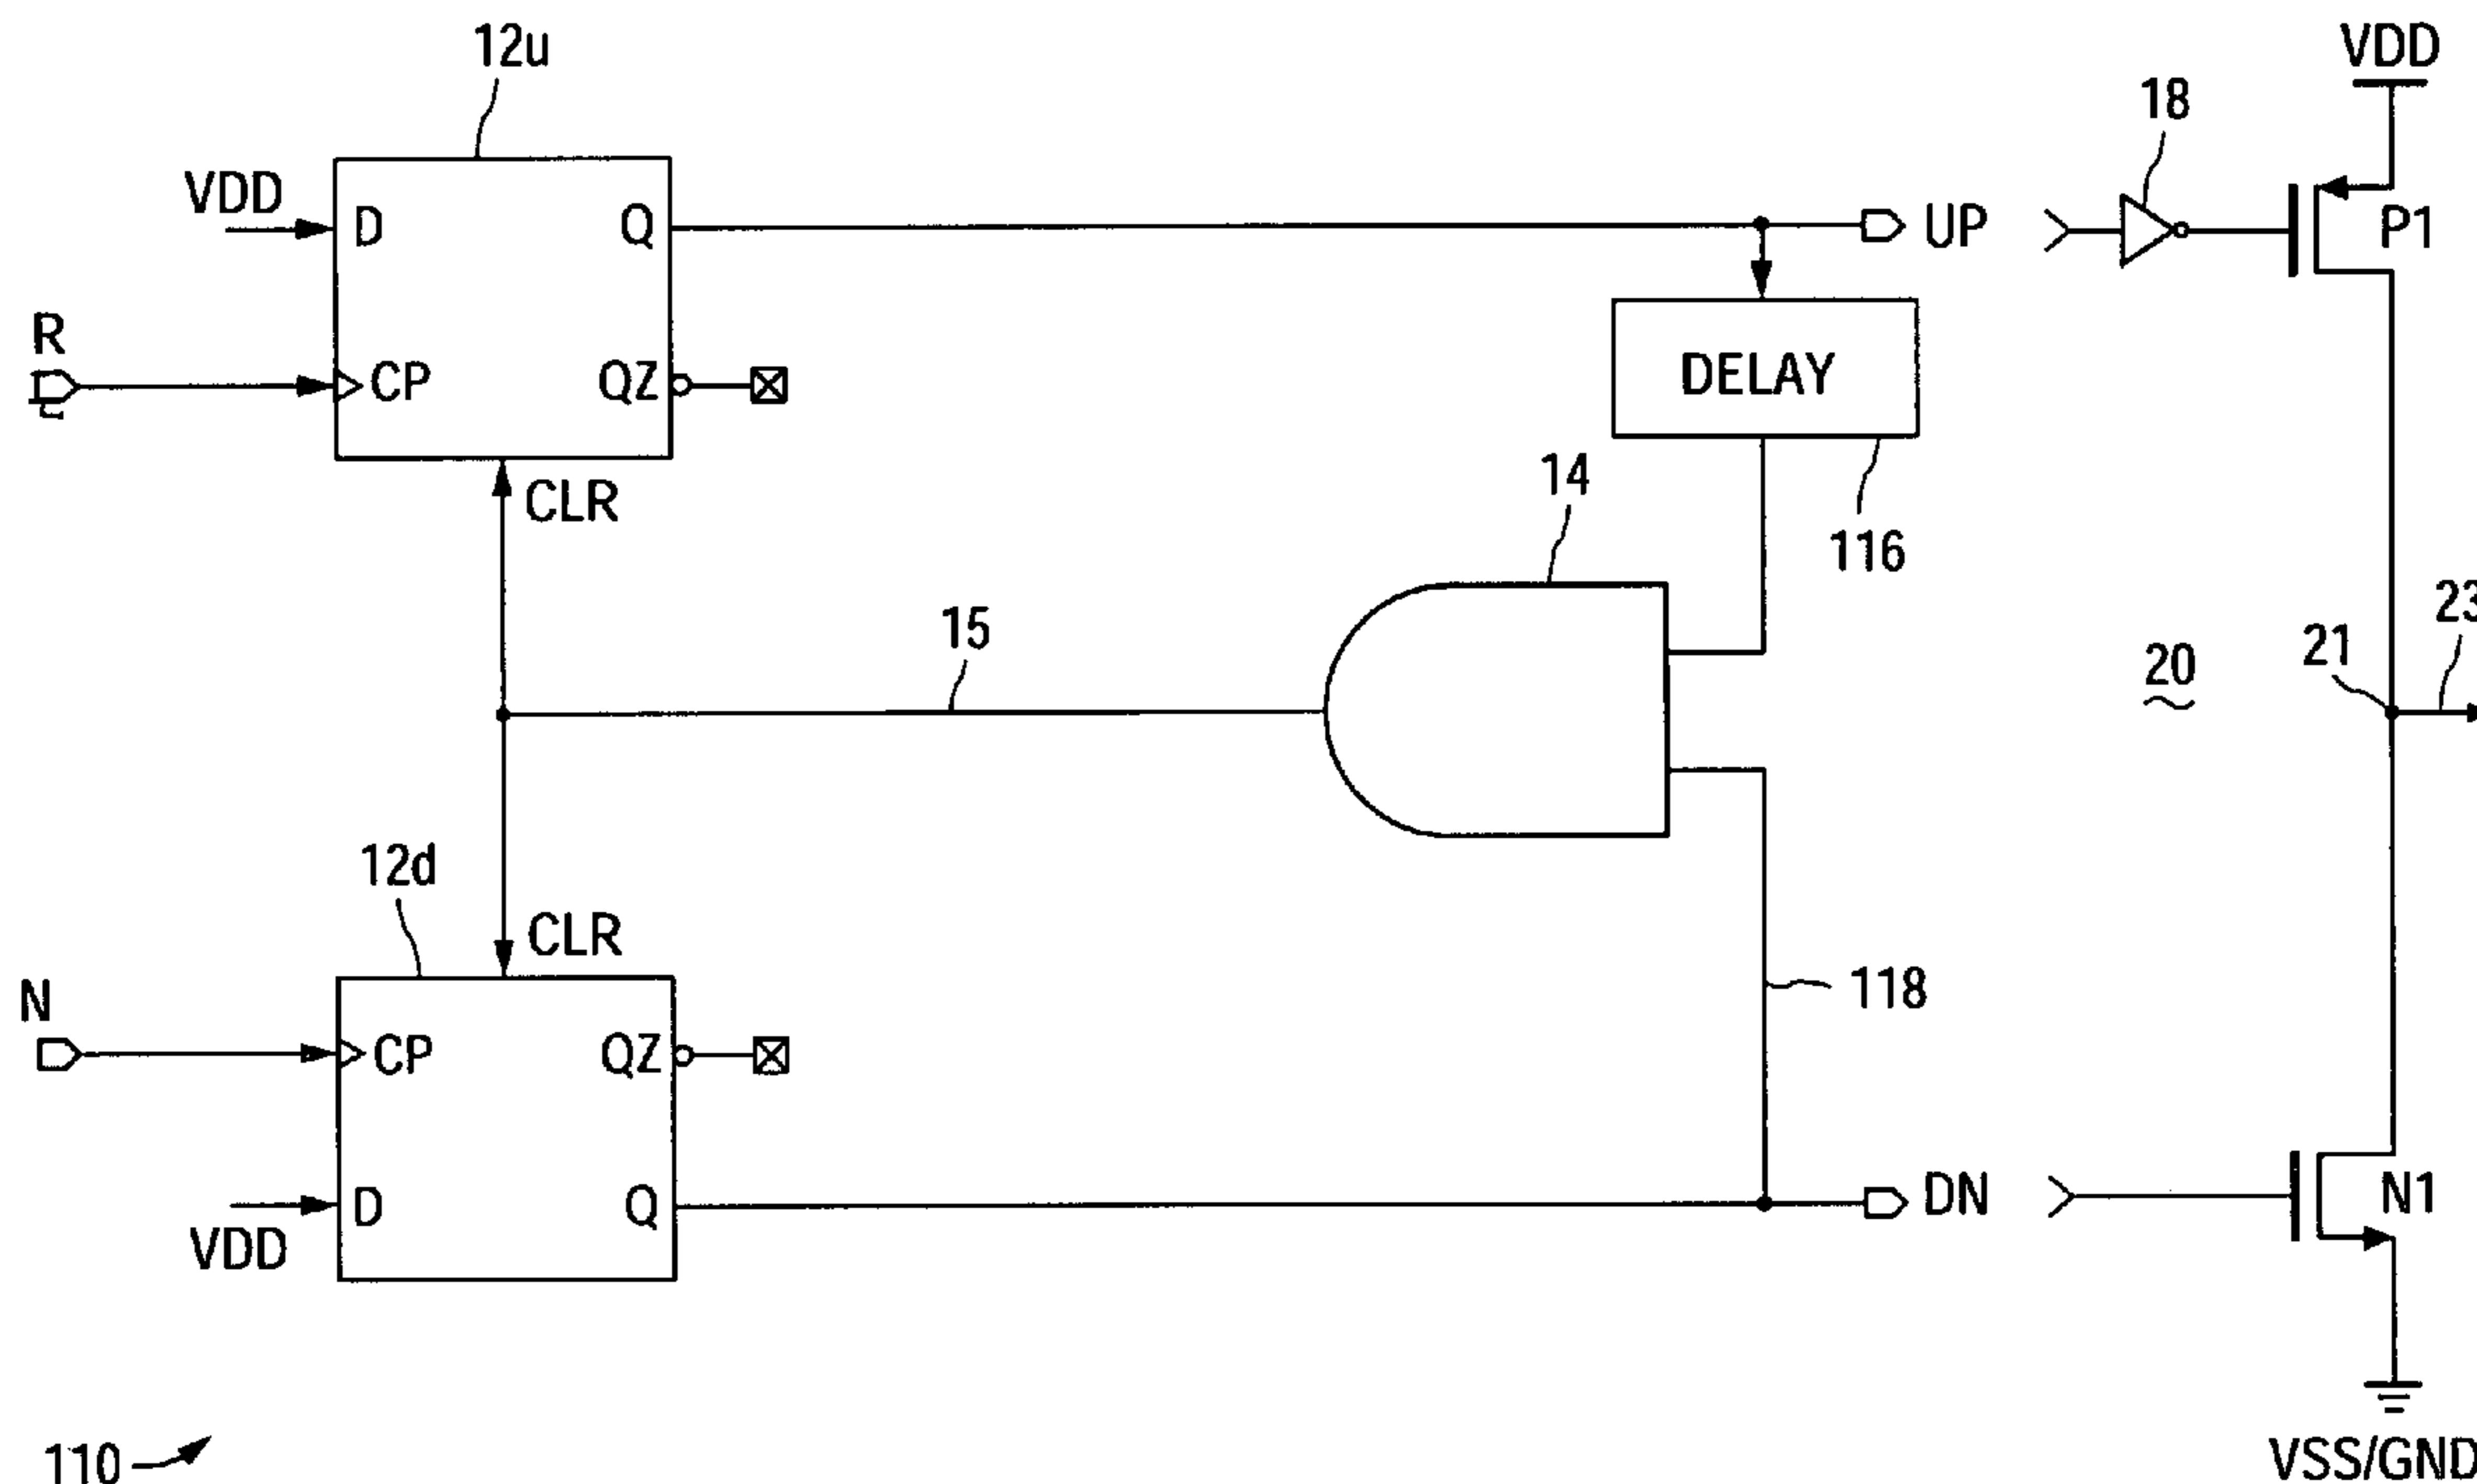 12u
VDD
18
VDD
D
Q
UP
P1
R
CP
QZ
DELAY
CLR
14
116
15
20
21
23
12d
CLR
118
N
CP
QZ
D
Q
DN
N1
VDD
110
VSS/GND